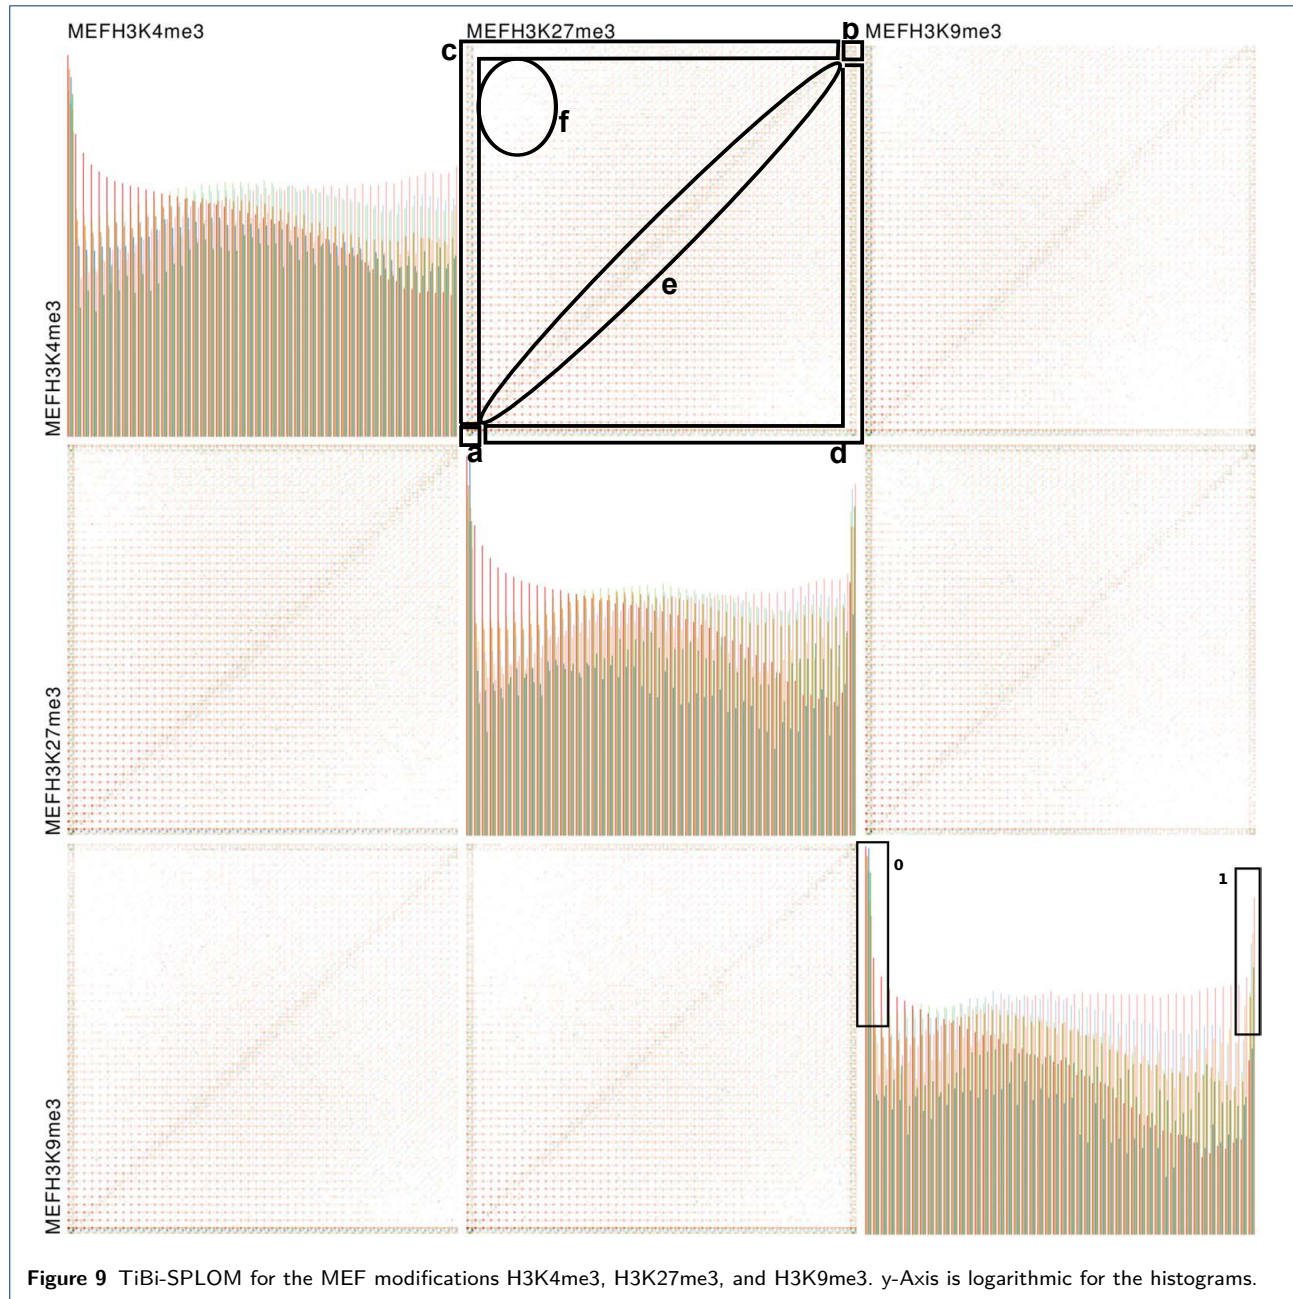 MEFH3K4me3
MEFH3K27me3
MEFH3K9me3
c
b
f
e
a
d
MEFH3K4me3
MEFH3K27me3
MEFH3K9me3
0
1
Figure 9 TiBi-SPLOM for the MEF modifications H3K4me3, H3K27me3, and H3K9me3. y-Axis is logarithmic for the histograms.